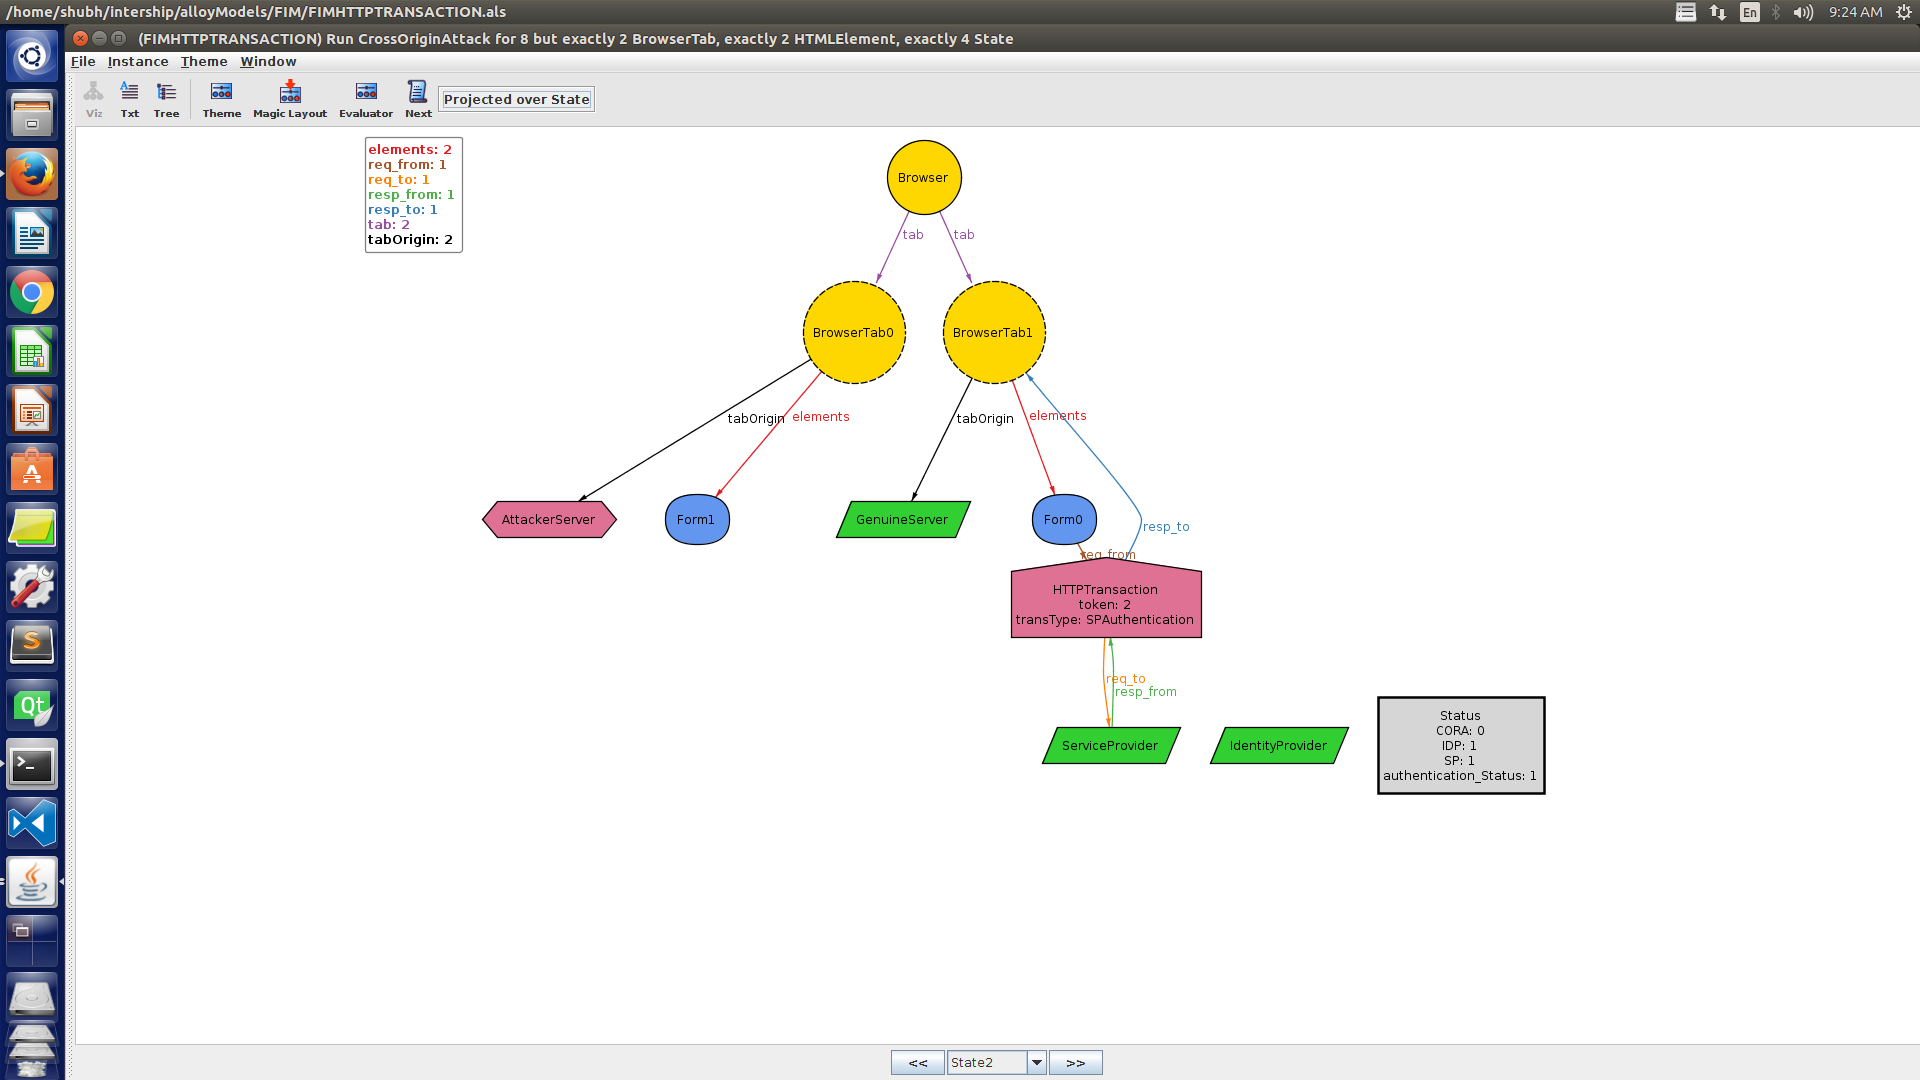 /home/shubh/intership/alloyModels/FIM/FIMHTTPTRANSACTION.als
En
9:24 AM
(FIMHTTPTRANSACTION) Run CrossOriginAttack for 8 but exactly 2 BrowserTab, exactly 2 HTMLElement, exactly 4 State
File Instance Theme Window
Viz Txt Tree Theme Magic Layout Evaluator Next
Projected over State
elements: 2
req_from: 1
req_to: 1
resp_from: 1
resp_to: 1
tab: 2
tabOrigin: 2
Browser
tab tab
BrowserTab0 BrowserTab1
tabOrigin elements tabOrigin elements
AttackerServer Form1 GenuineServer Form0
resp_to
req_from
HTTPTransaction
token: 2
transType: SPAuthentication
req_to
resp_from
ServiceProvider IdentityProvider
Status
CORA: 0
IDP: 1
SP: 1
authentication_Status: 1
<< State2 >>
A
S
Qt
>_